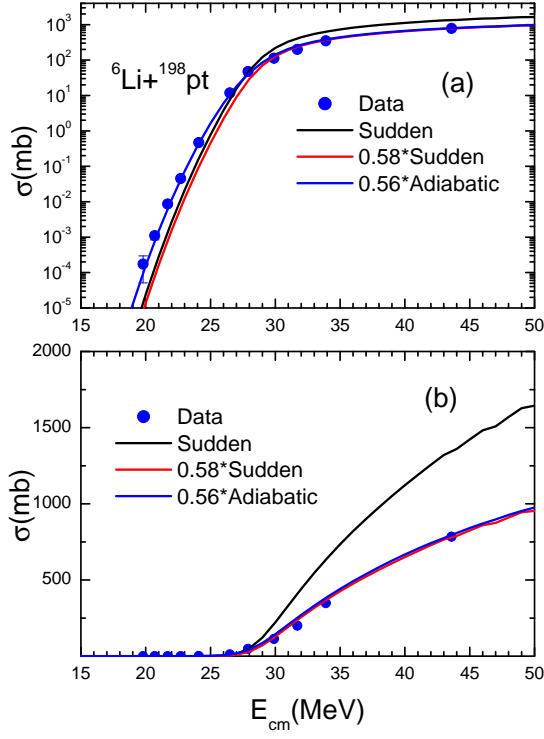 10³
10²
10¹
10⁰
10⁻¹
10⁻²
10⁻³
10⁻⁴
10⁻⁵
σ(mb)
⁶Li+¹⁹⁸pt
(a)
Data
Sudden
0.58*Sudden
0.56*Adiabatic
15 20 25 30 35 40 45 50
2000
1500
1000
500
σ(mb)
(b)
Data
Sudden
0.58*Sudden
0.56*Adiabatic
15 20 25 30 35 40 45 50
E_cm(MeV)